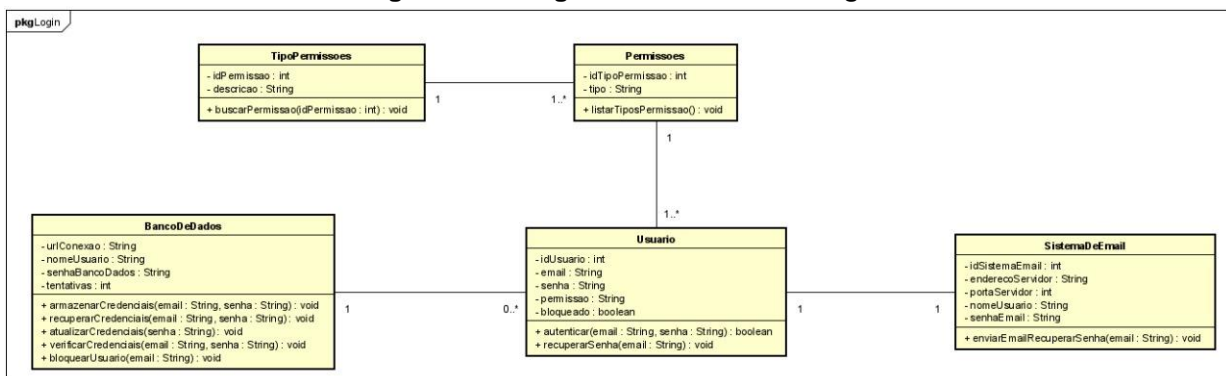 pkg Login
TipoPermissoes
- idPermissao : int
- descricao : String
+ buscarPermissao(idPermissao : int) : void
1
1..*
Permissoes
- idTipoPermissao : int
- tipo : String
+ listarTiposPermissao() : void
1
1..*
BancoDeDados
- urlConexao : String
- nomeUsuario : String
- senhaBancoDados : String
- tentativas : int
+ armazenarCredenciais(email : String, senha : String) : void
+ recuperarCredenciais(email : String, senha : String) : void
+ atualizarCredenciais(senha : String) : void
+ verificarCredenciais(email : String, senha : String) : void
+ bloquearUsuario(email : String) : void
1
0..*
Usuario
- idUsuario : int
- email : String
- senha : String
- permissao : String
- bloqueado : boolean
+ autenticar(email : String, senha : String) : boolean
+ recuperarSenha(email : String) : void
1
1
SistemaDeEmail
- idSistemaEmail : int
- enderecoServidor : String
- portaServidor : int
- nomeUsuario : String
- senhaEmail : String
+ enviarEmailRecuperarSenha(email : String) : void